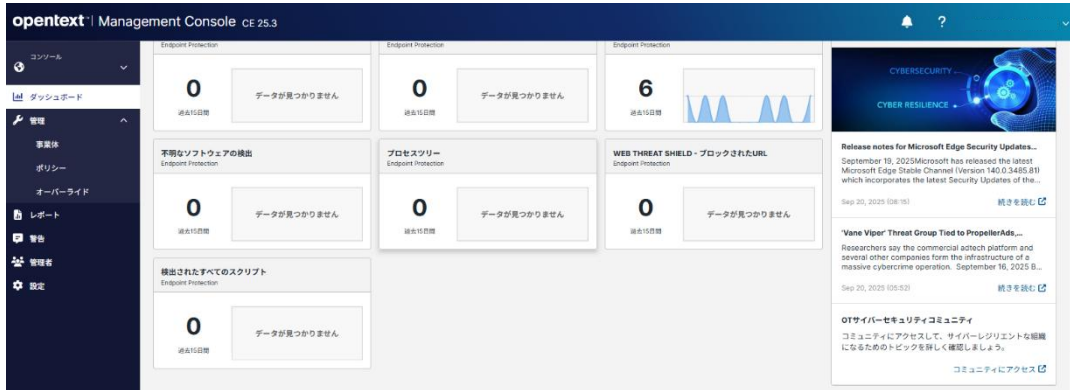 opentext™ | Management Console CE 25.3
?
コンソール
ダッシュボード
管理
事業体
ポリシー
オーバーライド
レポート
警告
管理者
設定
Endpoint Protection
0
過去15日間
データが見つかりません
Endpoint Protection
0
過去15日間
データが見つかりません
Endpoint Protection
6
過去15日間
不明なソフトウェアの検出
Endpoint Protection
0
過去15日間
データが見つかりません
プロセスツリー
Endpoint Protection
0
過去15日間
データが見つかりません
WEB THREAT SHIELD - ブロックされたURL
Endpoint Protection
0
過去15日間
データが見つかりません
検出されたすべてのスクリプト
Endpoint Protection
0
過去15日間
データが見つかりません
CYBERSECURITY
CYBER RESILIENCE
Release notes for Microsoft Edge Security Updates...
September 19, 2025Microsoft has released the latest
Microsoft Edge Stable Channel (Version 140.0.3485.81)
which incorporates the latest Security Updates of the...
Sep 20, 2025 (08:15)
続きを読む
'Vane Viper' Threat Group Tied to PropellerAds,...
Researchers say the commercial adtech platform and
several other companies form the infrastructure of a
massive cybercrime operation. September 16, 2025 B...
Sep 20, 2025 (05:52)
続きを読む
OTサイバーセキュリティコミュニティ
コミュニティにアクセスして、サイバーレジリエントな組織
になるためのトピックを詳しく確認しましょう。
コミュニティにアクセス